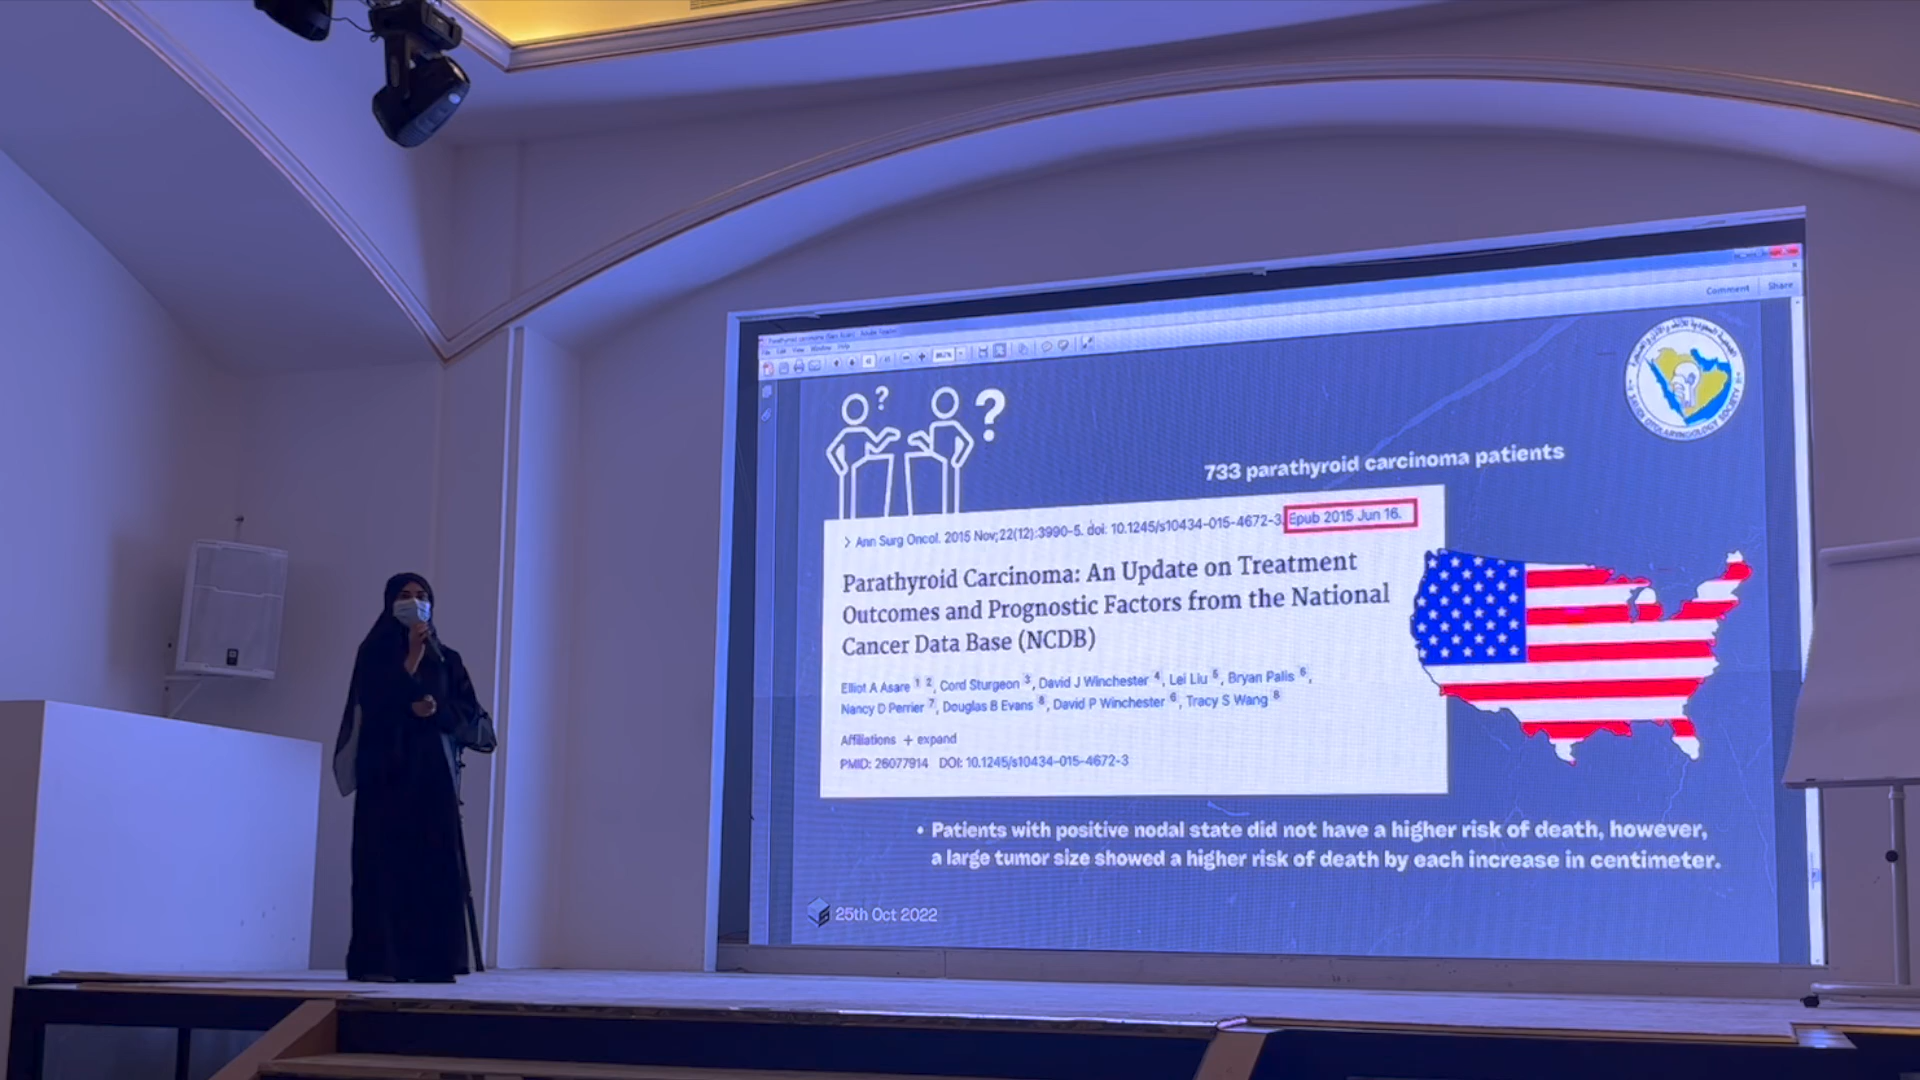 Comment Share
86.2%
SAUDI OTOLARYNGOLOGY SOCIETY
? ?
733 parathyroid carcinoma patients
> Ann Surg Oncol. 2015 Nov;22(12):3990-5. doi: 10.1245/s10434-015-4672-3. Epub 2015 Jun 16.
Parathyroid Carcinoma: An Update on Treatment
Outcomes and Prognostic Factors from the National
Cancer Data Base (NCDB)
Elliot A Asare 1 2, Cord Sturgeon 3, David J Winchester 4, Lei Liu 5, Bryan Palis 6,
Nancy D Perrier 7, Douglas B Evans 8, David P Winchester 6, Tracy S Wang 8
Affiliations + expand
PMID: 26077914 DOI: 10.1245/s10434-015-4672-3
• Patients with positive nodal state did not have a higher risk of death, however,
a large tumor size showed a higher risk of death by each increase in centimeter.
25th Oct 2022